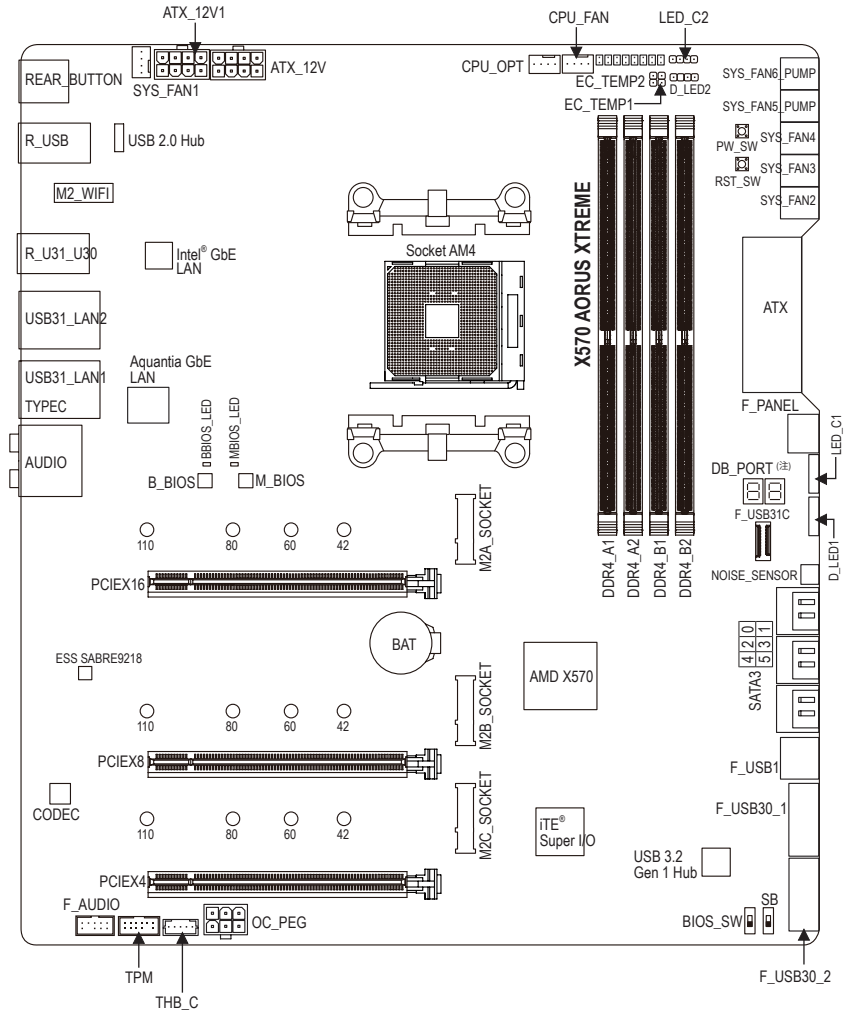 ATX_12V1
CPU_FAN
LED_C2
REAR_BUTTON
SYS_FAN1
ATX_12V
CPU_OPT
EC_TEMP2
D_LED2
EC_TEMP1
SYS_FAN6_PUMP
SYS_FAN5_PUMP
R_USB
USB 2.0 Hub
PW_SW
SYS_FAN4
SYS_FAN3
RST_SW
M2_WIFI
SYS_FAN2
R_U31_U30
Intel® GbE
LAN
Socket AM4
X570 AORUS XTREME
ATX
USB31_LAN2
Aquantia GbE
LAN
USB31_LAN1
TYPEC
F_PANEL
LED_C1
BBIOS_LED
MBIOS_LED
AUDIO
B_BIOS
M_BIOS
DB_PORT (注)
F_USB31C
M2A_SOCKET
110
80
60
42
DDR4_A1
DDR4_A2
DDR4_B1
DDR4_B2
D_LED1
NOISE_SENSOR
PCIEX16
BAT
4 2 0
5 3 1
SATA3
ESS SABRE9218
AMD X570
M2B_SOCKET
110
80
60
42
PCIEX8
F_USB1
CODEC
M2C_SOCKET
110
80
60
42
iTE®
Super I/O
F_USB30_1
USB 3.2
Gen 1 Hub
PCIEX4
F_AUDIO
OC_PEG
BIOS_SW
SB
TPM
THB_C
F_USB30_2